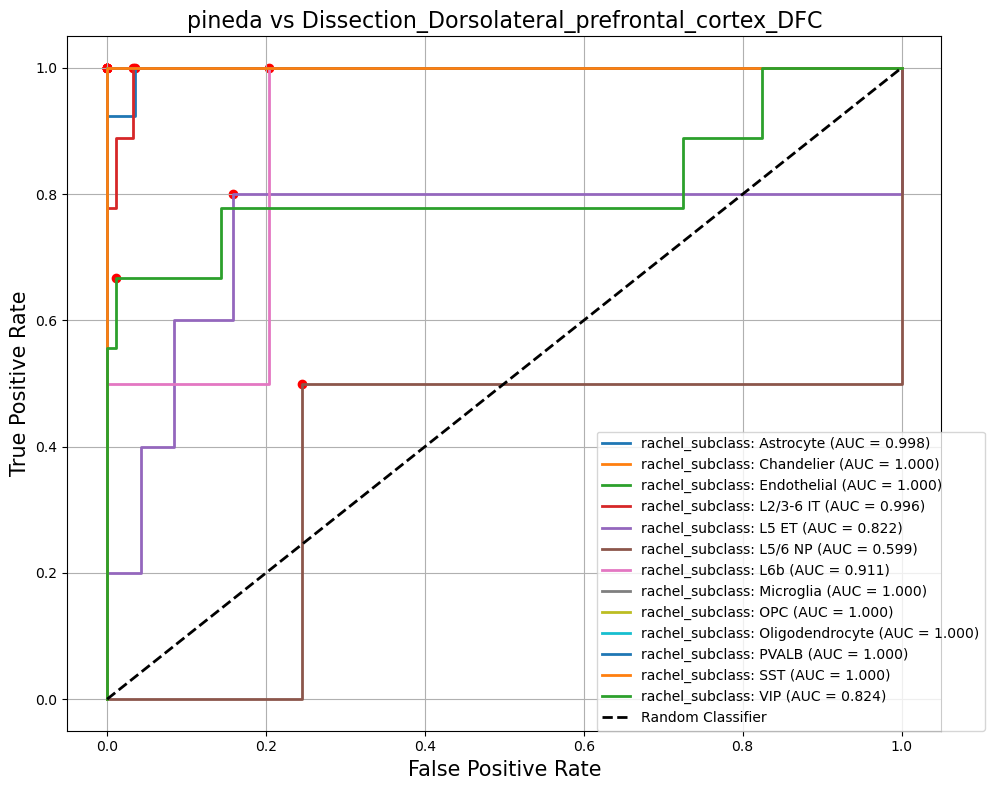 pineda vs Dissection_Dorsolateral_prefrontal_cortex_DFC
True Positive Rate
1.0
0.8
0.6
0.4
0.2
0.0
rachel_subclass: Astrocyte (AUC = 0.998)
rachel_subclass: Chandelier (AUC = 1.000)
rachel_subclass: Endothelial (AUC = 1.000)
rachel_subclass: L2/3-6 IT (AUC = 0.996)
rachel_subclass: L5 ET (AUC = 0.822)
rachel_subclass: L5/6 NP (AUC = 0.599)
rachel_subclass: L6b (AUC = 0.911)
rachel_subclass: Microglia (AUC = 1.000)
rachel_subclass: OPC (AUC = 1.000)
rachel_subclass: Oligodendrocyte (AUC = 1.000)
rachel_subclass: PVALB (AUC = 1.000)
rachel_subclass: SST (AUC = 1.000)
rachel_subclass: VIP (AUC = 0.824)
Random Classifier
0.0 0.2 0.4 0.6 0.8 1.0
False Positive Rate